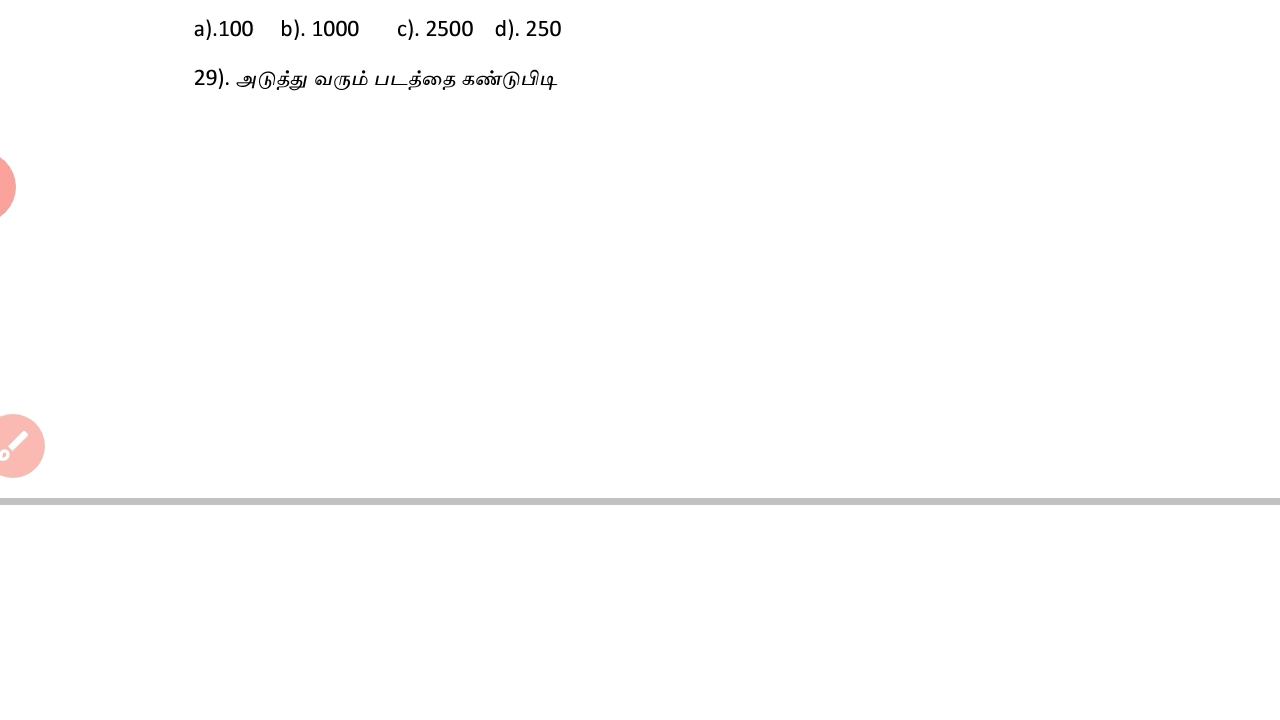 a).100 b). 1000 c). 2500 d). 250
29). அடுத்து வரும் படத்தை கண்டுபிடி